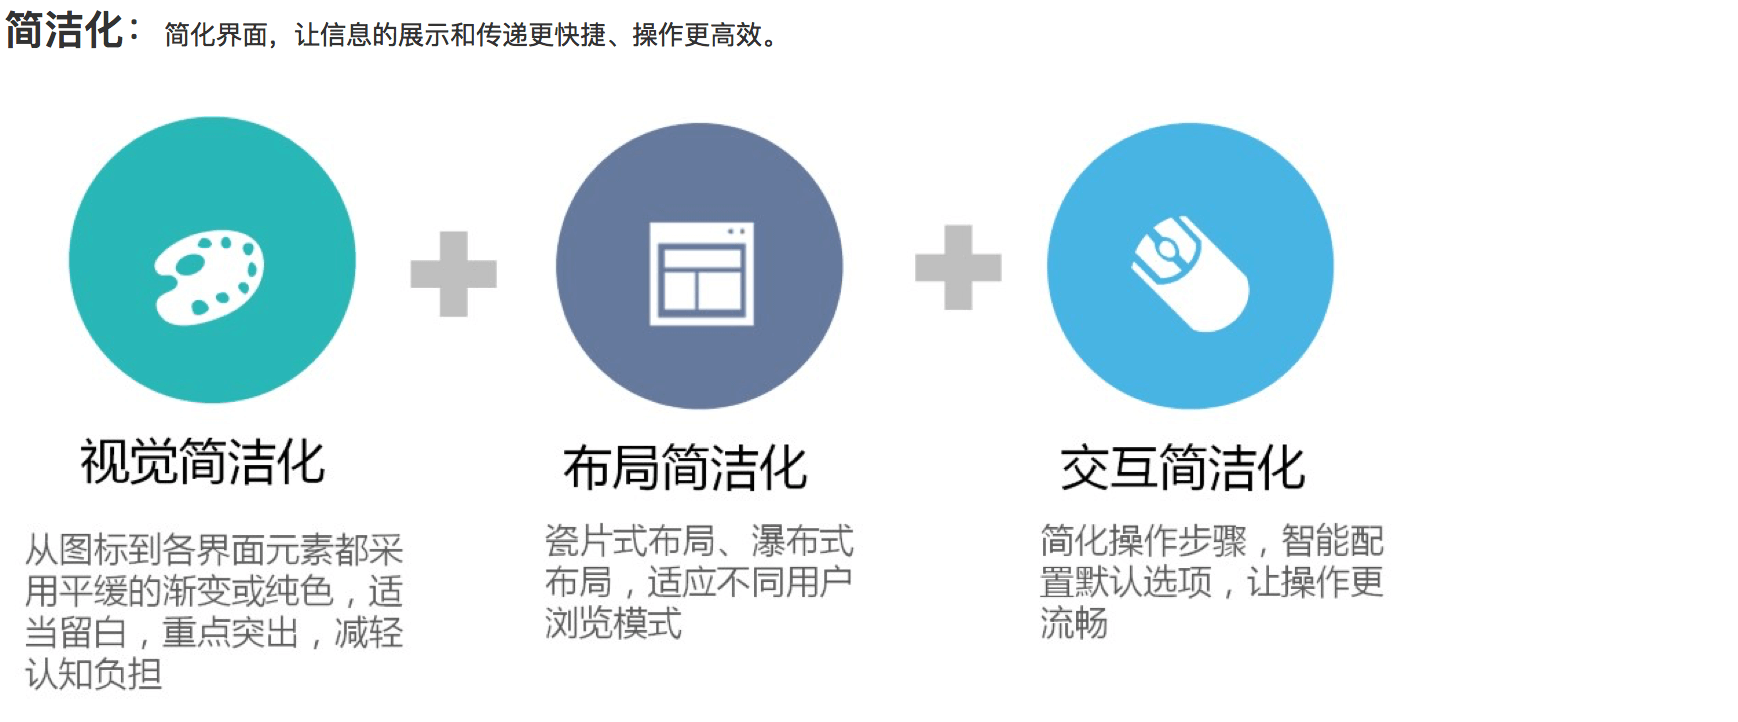 简洁化： 简化界面，让信息的展示和传递更快捷、操作更高效。
视觉简洁化
从图标到各界面元素都采
用平缓的渐变或纯色，适
当留白，重点突出，减轻
认知负担
布局简洁化
瓷片式布局、瀑布式
布局，适应不同用户
浏览模式
交互简洁化
简化操作步骤，智能配
置默认选项，让操作更
流畅